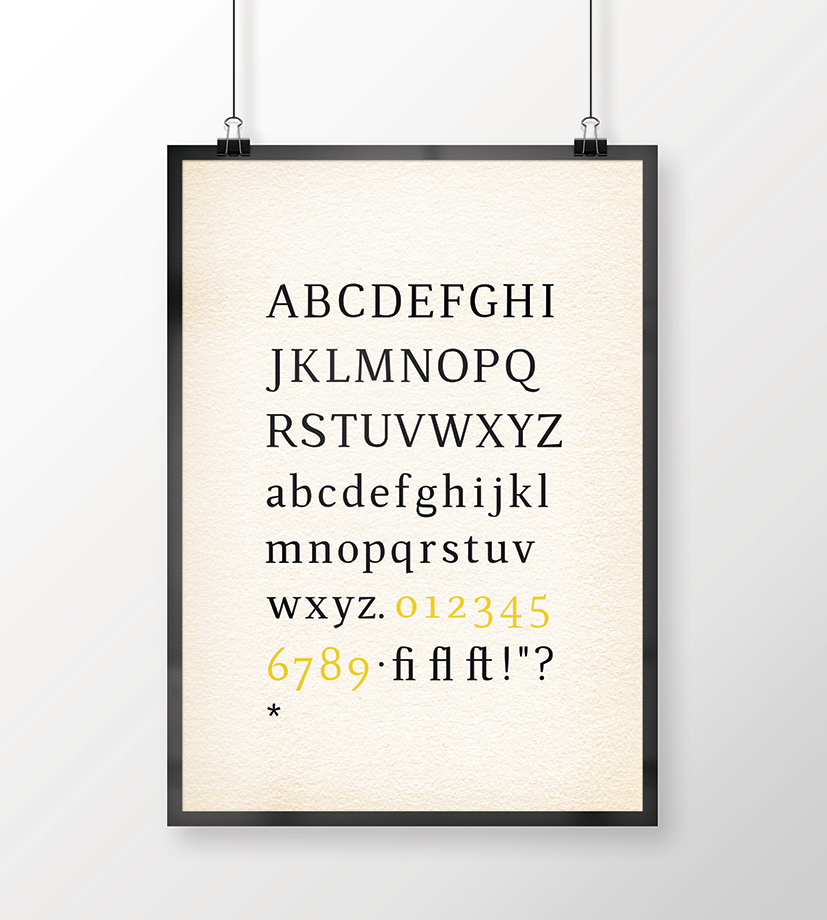 ABCDEFGHI
JKLMNOPQ
RSTUVWXYZ
abcdefghijkl
mnopqrstuv
wxyz. 012345
6789·fi fl ft!"?
*